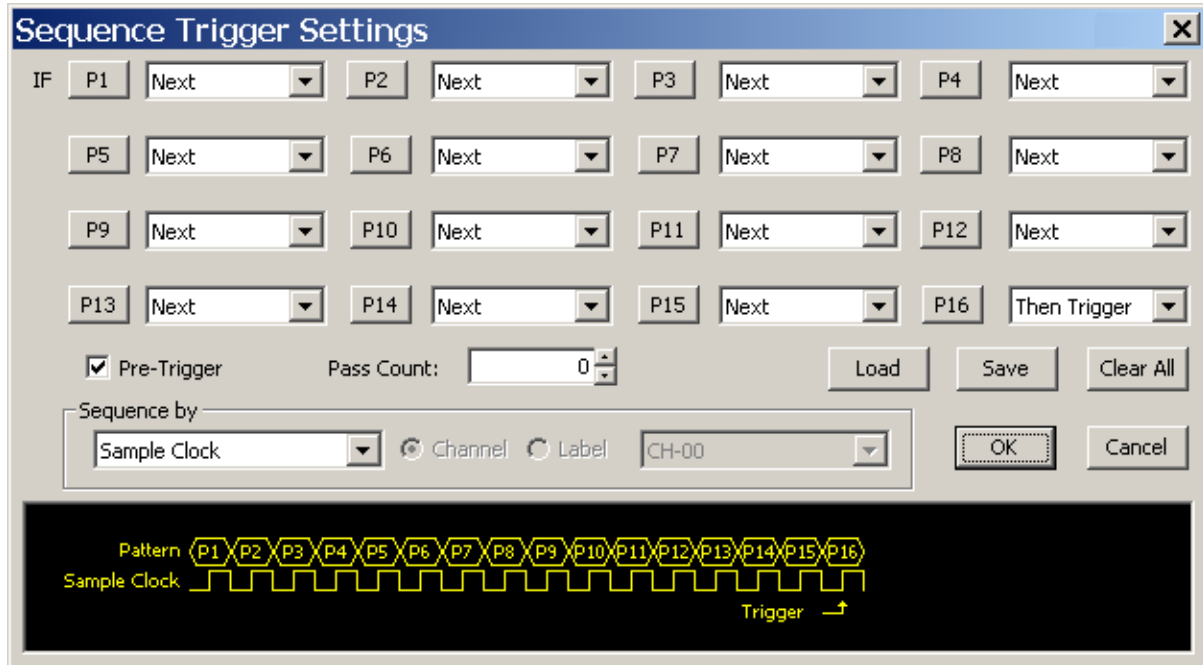 Sequence Trigger Settings
IF P1 Next P2 Next P3 Next P4 Next
P5 Next P6 Next P7 Next P8 Next
P9 Next P10 Next P11 Next P12 Next
P13 Next P14 Next P15 Next P16 Then Trigger
Pre-Trigger Pass Count: 0 Load Save Clear All
Sequence by
Sample Clock Channel Label CH-00 OK Cancel
Pattern P1 P2 P3 P4 P5 P6 P7 P8 P9 P10 P11 P12 P13 P14 P15 P16
Sample Clock
Trigger